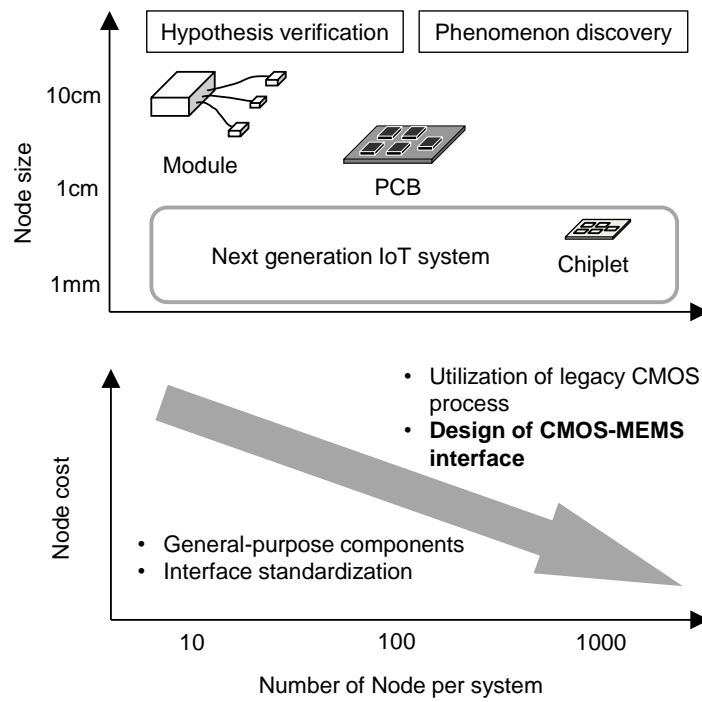 Hypothesis verification
Phenomenon discovery
Node size
10cm
1cm
1mm
Module
PCB
Next generation IoT system
Chiplet
Node cost
• Utilization of legacy CMOS
process
• Design of CMOS-MEMS
interface
• General-purpose components
• Interface standardization
10
100
1000
Number of Node per system